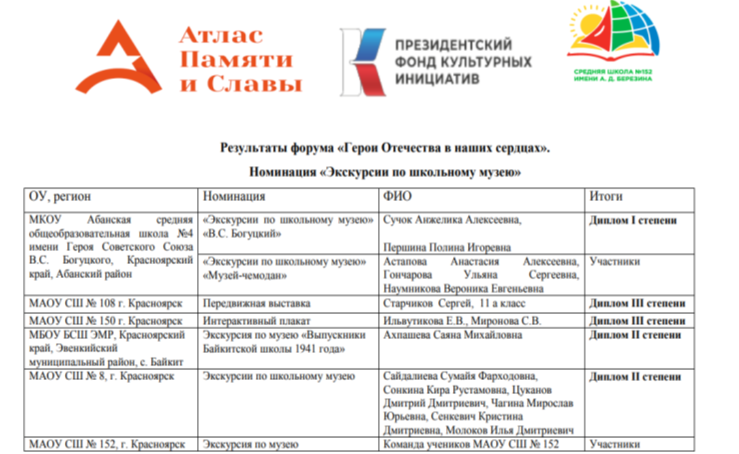 Атлас
Памяти
и Славы
ПРЕЗИДЕНТСКИЙ
ФОНД КУЛЬТУРНЫХ
ИНИЦИАТИВ
СРЕДНЯЯ ШКОЛА №152
ИМЕНИ А. Д. БЕРЕЗИНА
Результаты форума «Герои Отечества в наших сердцах».
Номинация «Экскурсии по школьному музею»
ОУ, регион Номинация ФИО Итоги
МКОУ Абанская средняя
общеобразовательная школа №4
имени Героя Советского Союза
В.С. Богуцкого, Красноярский
край, Абанский район
«Экскурсии по школьному музею»
«В.С. Богуцкий»
Сучок Анжелика Алексеевна,
Першина Полина Игоревна
Диплом I степени
«Экскурсии по школьному музею»
«Музей-чемодан»
Астапова Анастасия Алексеевна,
Гончарова Ульяна Сергеевна,
Наумникова Вероника Евгеньевна
Участники
МАОУ СШ № 108 г. Красноярск Передвижная выставка Старчиков Сергей, 11 а класс Диплом III степени
МАОУ СШ № 150 г. Красноярск Интерактивный плакат Ильвутикова Е.В., Миронова С.В. Диплом III степени
МБОУ БСШ ЭМР, Красноярский
край, Эвенкийский
муниципальный район, с. Байкит
Экскурсия по музею «Выпускники
Байкитской школы 1941 года»
Ахпашева Саяна Михайловна
Диплом II степени
МАОУ СШ № 8, г. Красноярск
Экскурсии по школьному музею
Сайдалиева Сумайя Фарходовна,
Сонкина Кира Рустамовна, Цуканов
Дмитрий Дмитриевич, Чагина Мирослав
Юрьевна, Сенкевич Кристина
Дмитриевна, Молоков Илья Дмитриевич
Диплом II степени
МАОУ СШ № 152, г. Красноярск Экскурсия по музею Команда учеников МАОУ СШ № 152 Участники